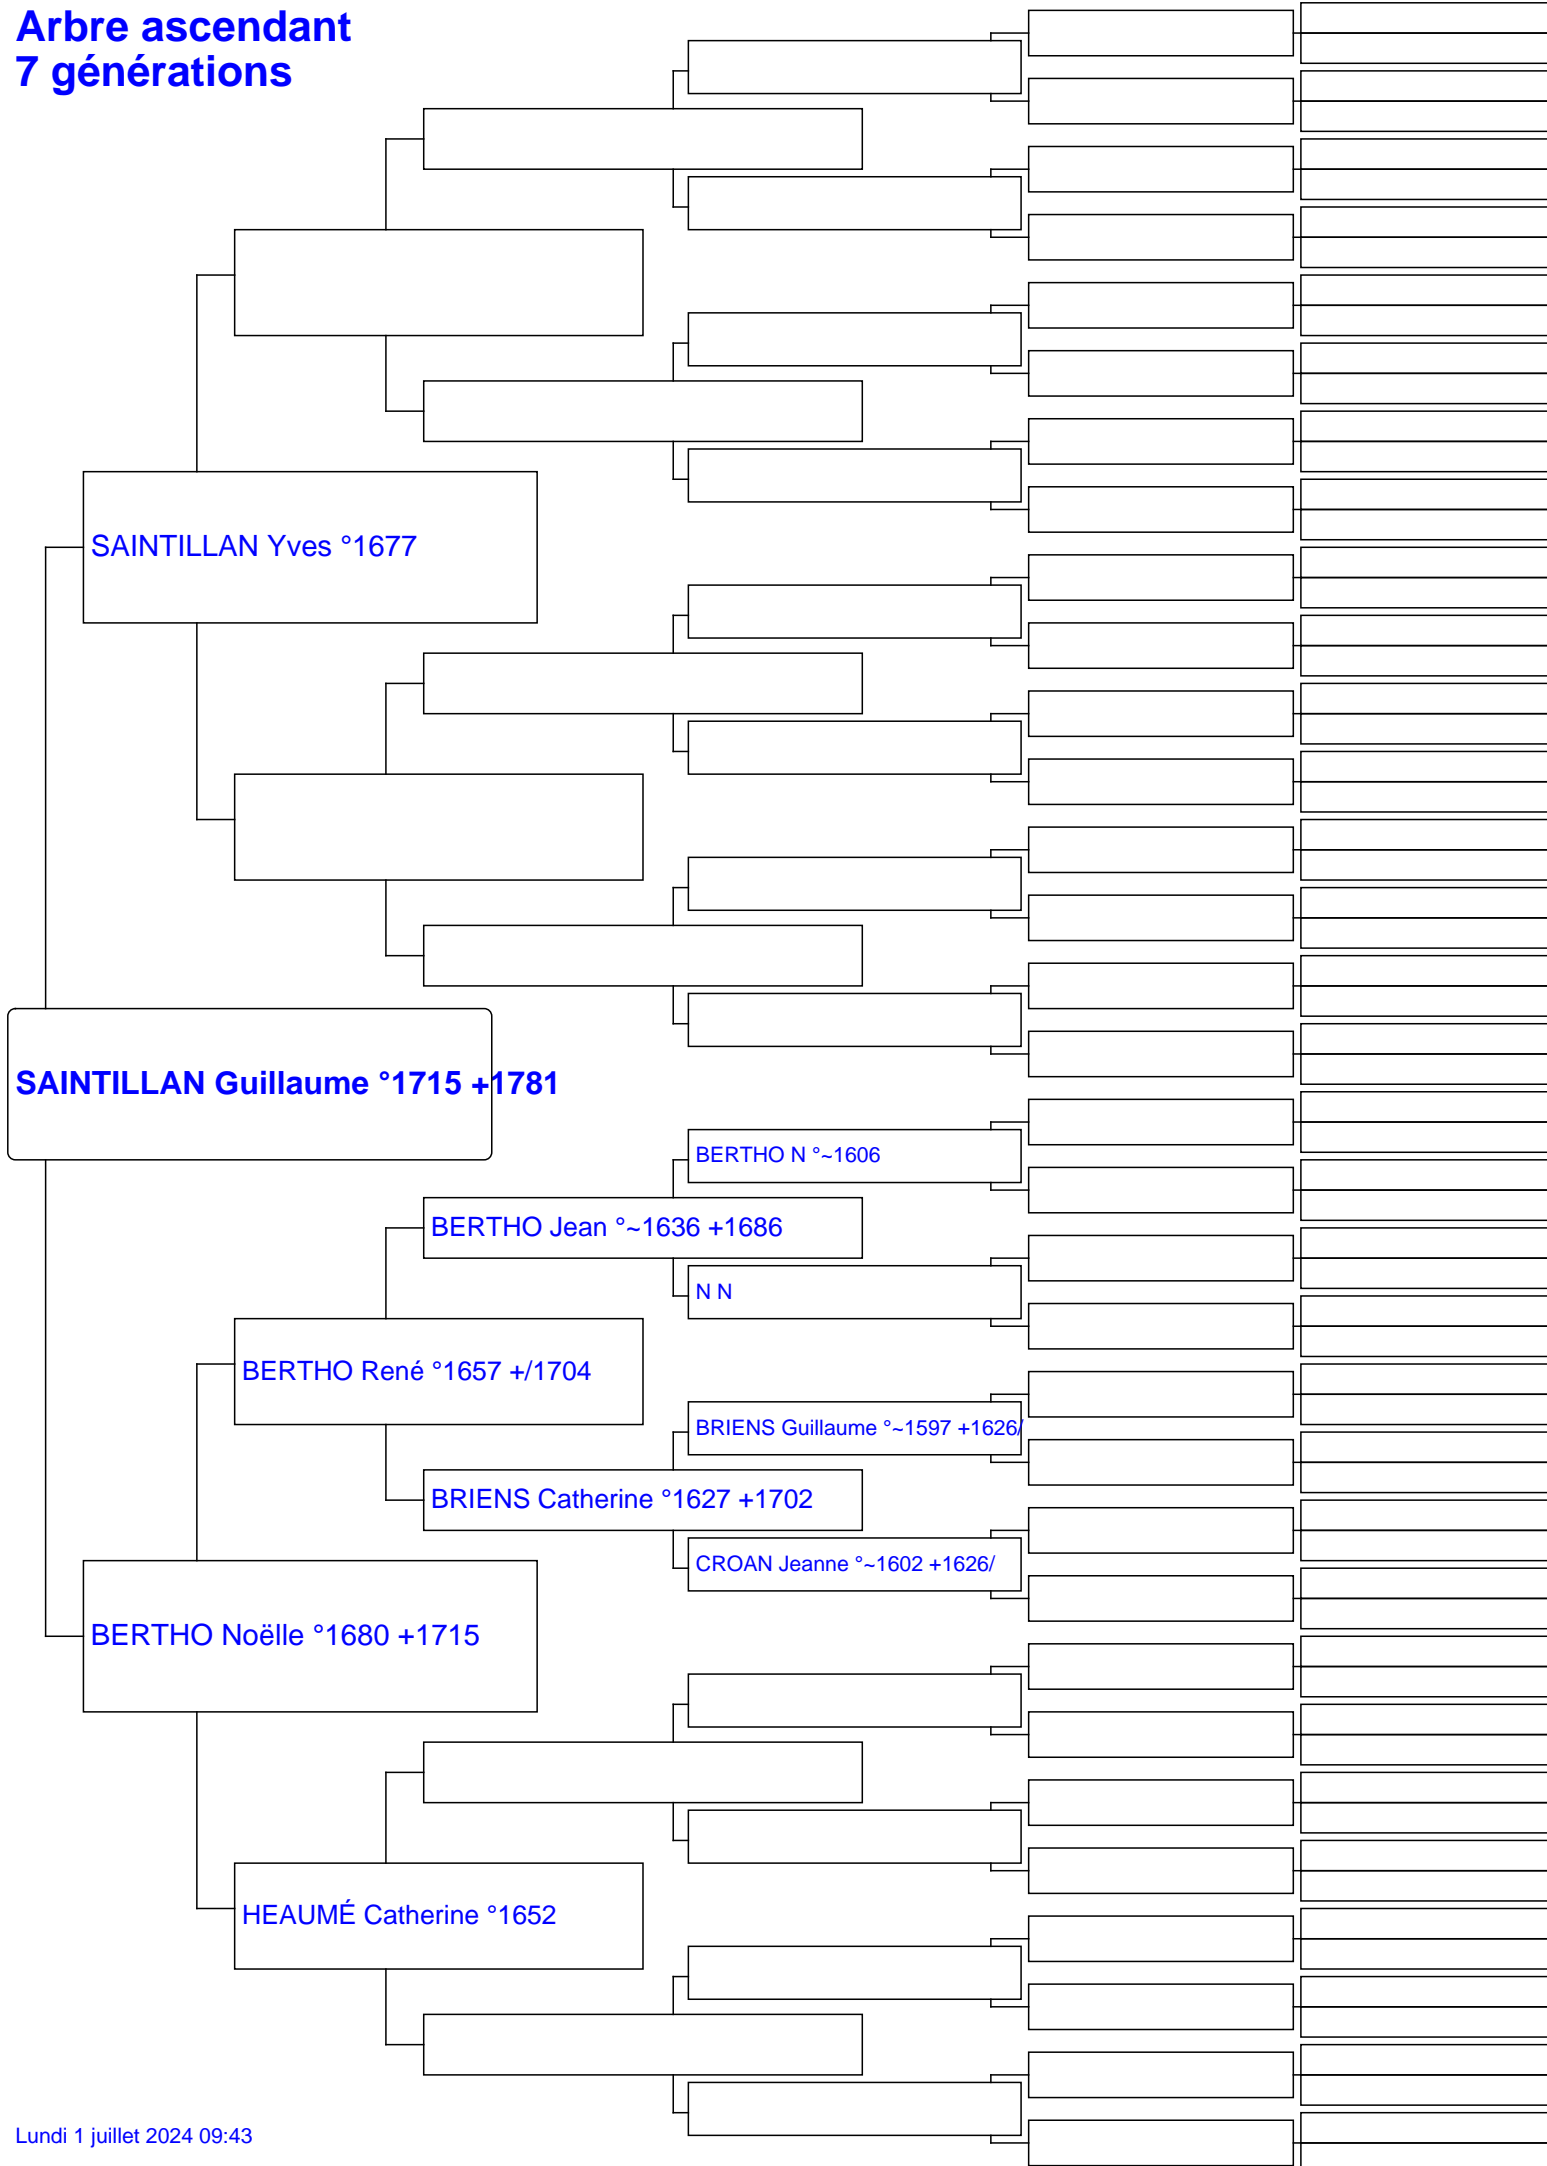 Arbre ascendant
7 générations
SAINTILLAN Yves °1677
SAINTILLAN Guillaume °1715 +1781
BERTHO N °~1606
BERTHO Jean °~1636 +1686
N N
BERTHO René °1657 +/1704
BRIENS Guillaume °~1597 +1626/
BRIENS Catherine °1627 +1702
CROAN Jeanne °~1602 +1626/
BERTHO Noëlle °1680 +1715
HEAUMÉ Catherine °1652
Lundi 1 juillet 2024 09:43